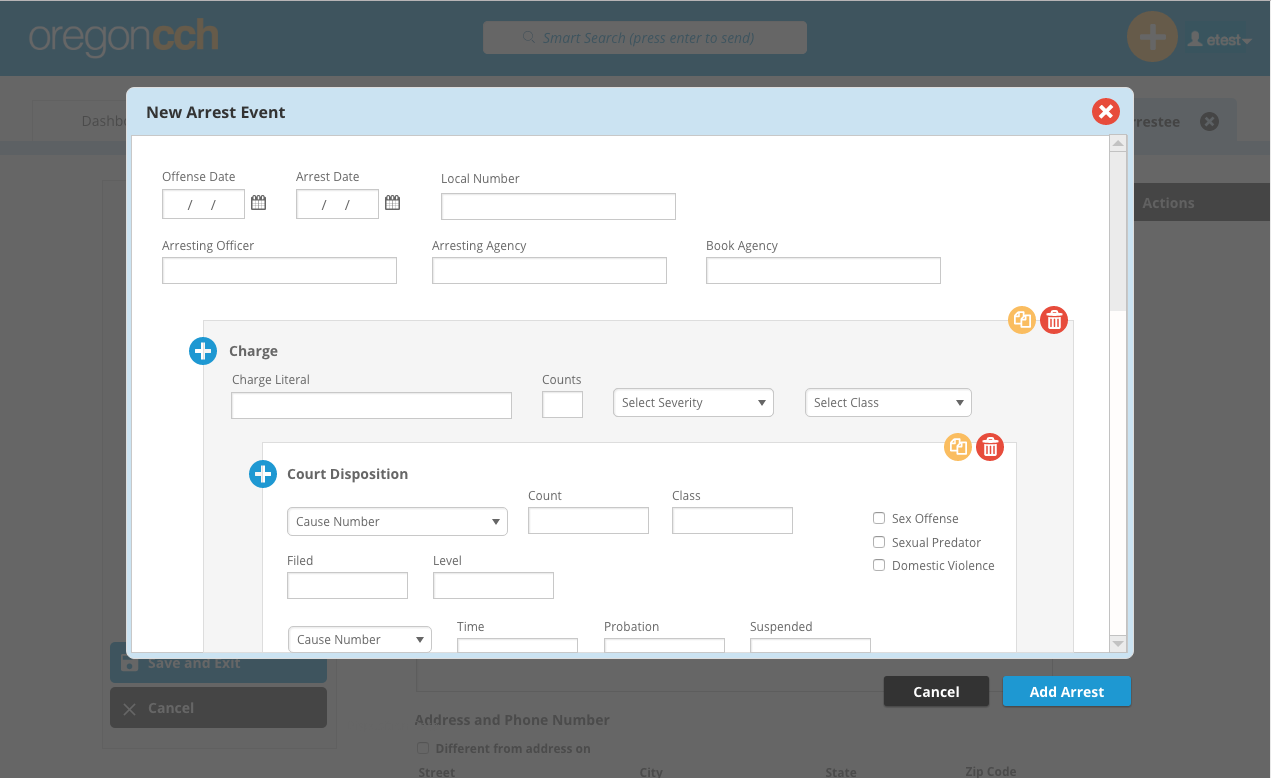 oregoncch
Smart Search (press enter to send)
etest
Dashb
New Arrest Event
rrestee
Actions
Offense Date
Arrest Date
Local Number
/ /
/ /
Arresting Officer
Arresting Agency
Book Agency
Charge
Charge Literal
Counts
Select Severity
Select Class
Court Disposition
Cause Number
Count
Class
Sex Offense
Sexual Predator
Domestic Violence
Filed
Level
Cause Number
Time
Probation
Suspended
Save and Exit
Cancel
Cancel
Add Arrest
Address and Phone Number
Different from address on
Street
City
State
Zip Code